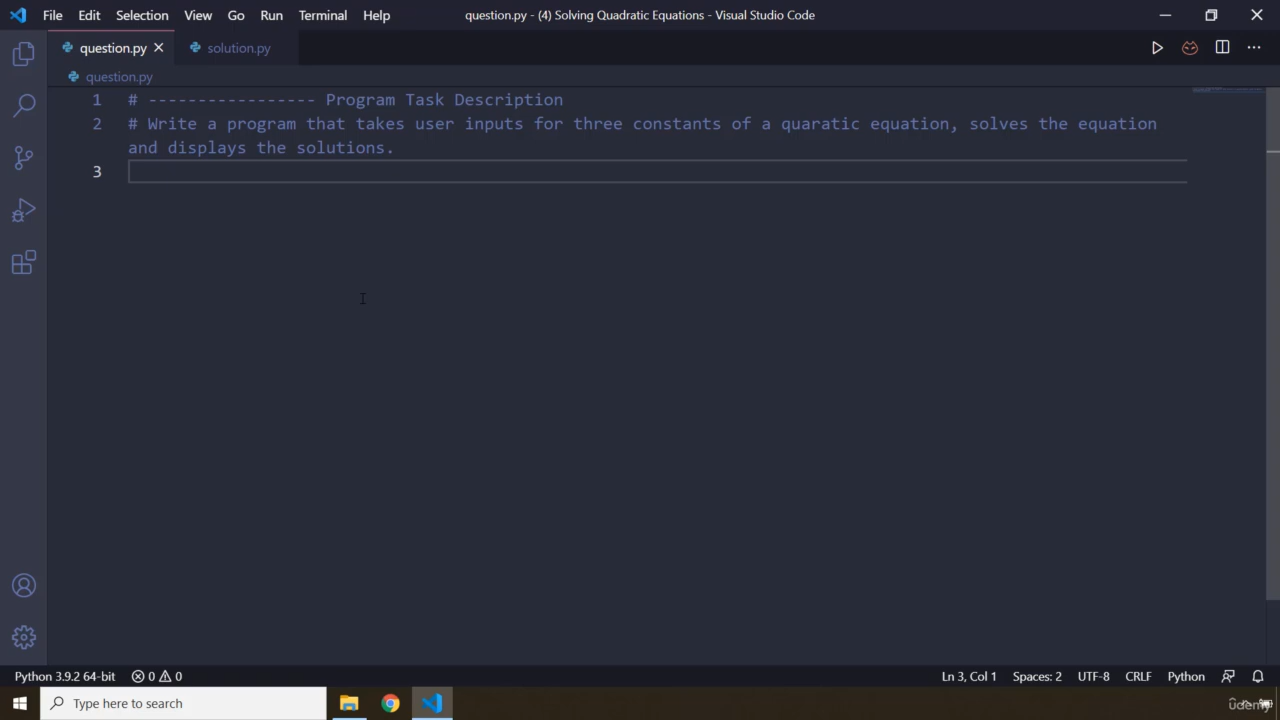 File Edit Selection View Go Run Terminal Help question.py - (4) Solving Quadratic Equations - Visual Studio Code
question.py solution.py
question.py
1 # ----------------- Program Task Description
2 # Write a program that takes user inputs for three constants of a quaratic equation, solves the equation
and displays the solutions.
3
Python 3.9.2 64-bit 0 0 Ln 3, Col 1 Spaces: 2 UTF-8 CRLF Python
Type here to search
udemy